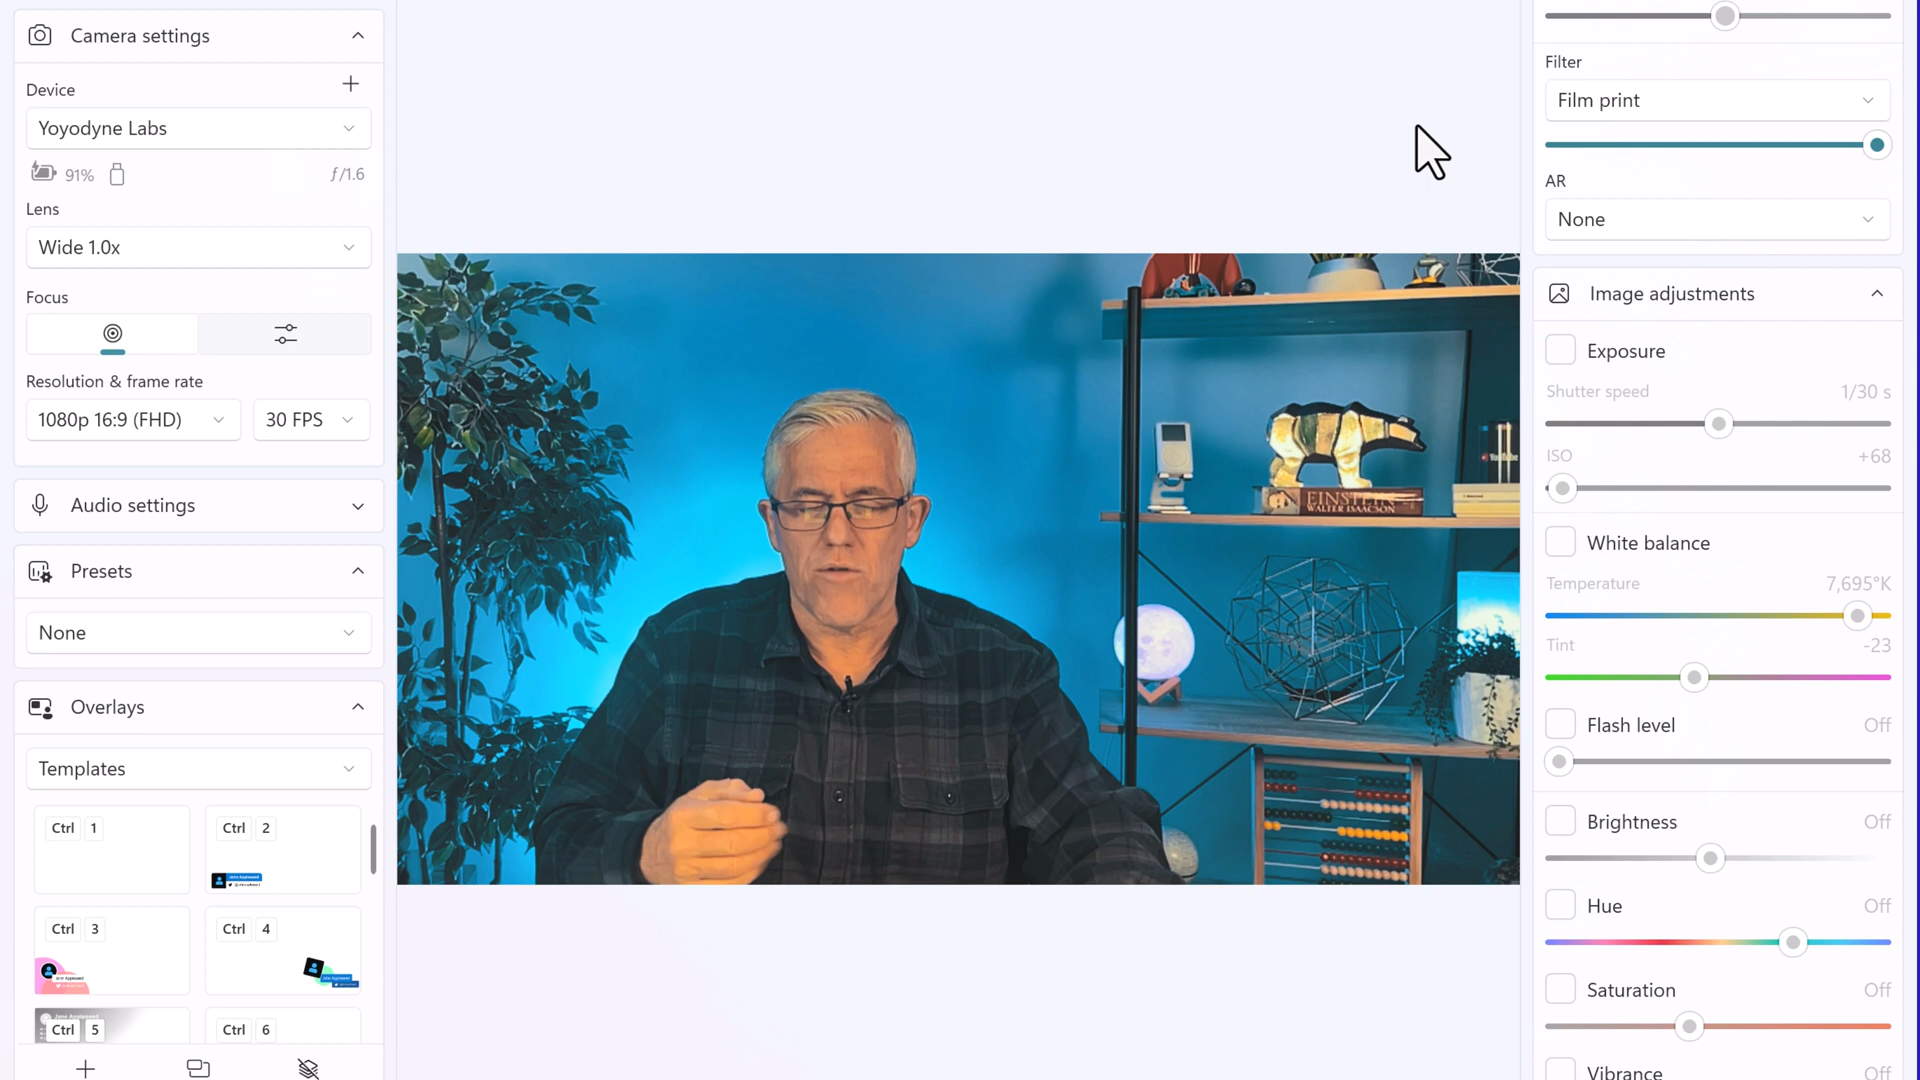 Camera settings
Device
Yoyodyne Labs
91%
f/1.6
Lens
Wide 1.0x
Focus
Resolution & frame rate
1080p 16:9 (FHD)
30 FPS
Audio settings
Presets
None
Overlays
Templates
Ctrl 1
Ctrl 2
Ctrl 3
Ctrl 4
Ctrl 5
Ctrl 6
EINSTEIN
WALTER ISAACSON
YouTube
Filter
Film print
AR
None
Image adjustments
Exposure
Shutter speed 1/30 s
ISO +68
White balance
Temperature 7,695°K
Tint -23
Flash level Off
Brightness Off
Hue Off
Saturation Off
Vibrance Off